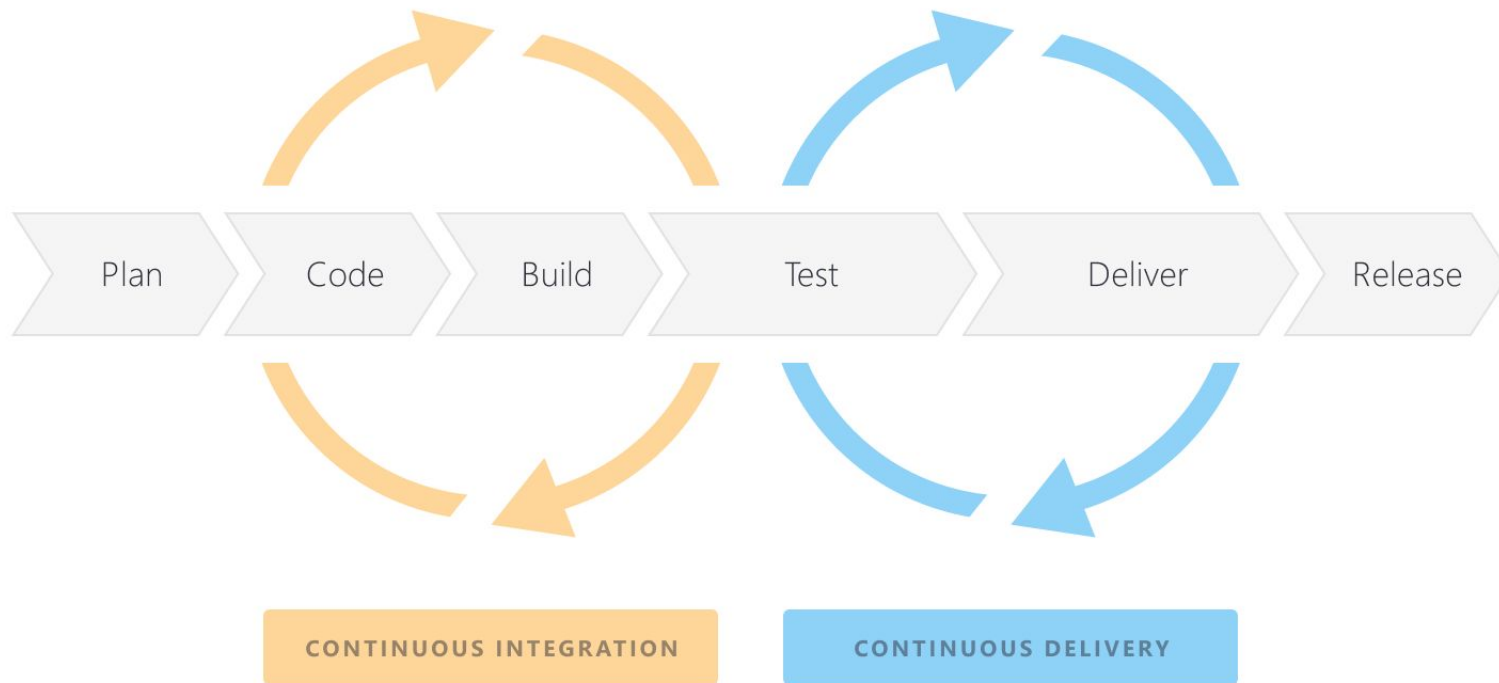 Plan
Code
Build
Test
Deliver
Release
CONTINUOUS INTEGRATION
CONTINUOUS DELIVERY